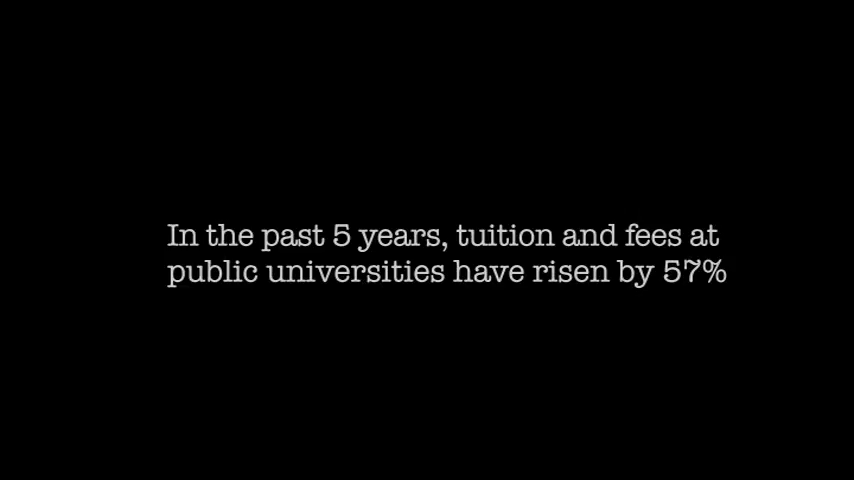 In the past 5 years, tuition and fees at
public universities have risen by 57%